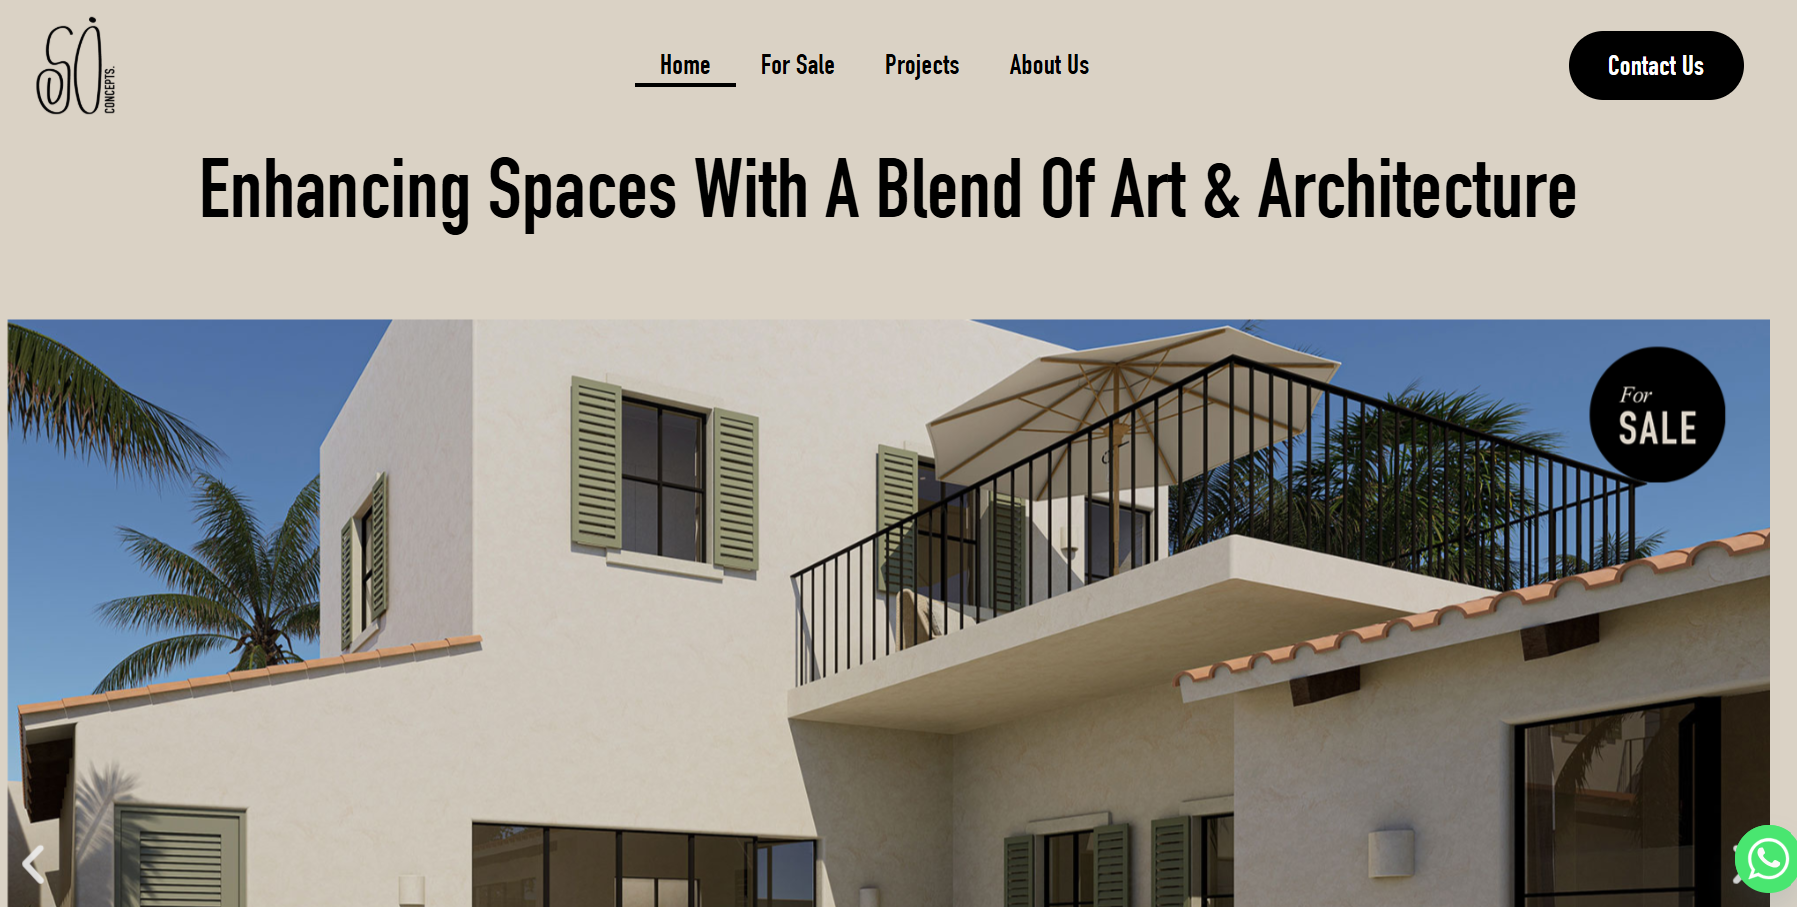 SO
CONCEPTS.
Home
For Sale
Projects
About Us
Contact Us
Enhancing Spaces With A Blend Of Art & Architecture
For
SALE